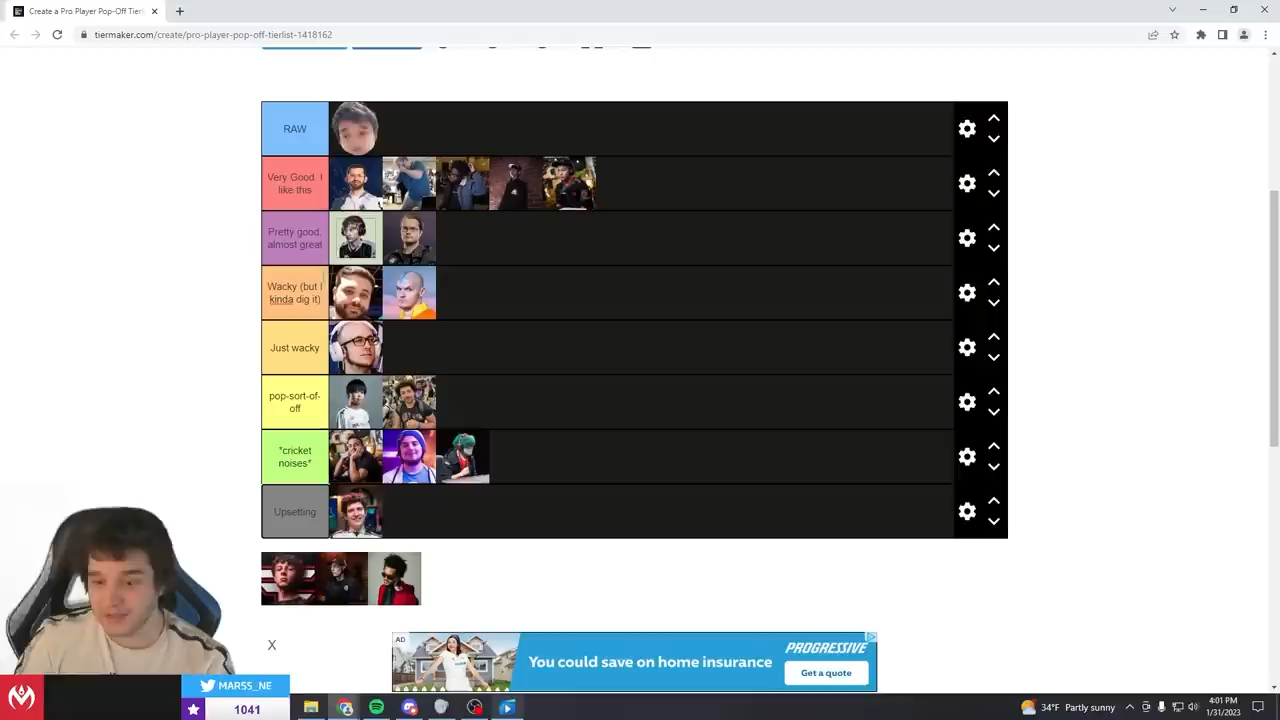 Create a Pro Player Pop-Off Tierli
tiermaker.com/create/pro-player-pop-off-tierlist-1418162
RAW
Very Good I
like this
Pretty good,
almost great
Wacky (but I
kinda dig it)
Just wacky
pop-sort-of-
off
*cricket
noises*
Upsetting
X
AD
You could save on home insurance
PROGRESSIVE
Get a quote
MARSS_NE
1041
34°F Partly sunny
4:01 PM
1/31/2023